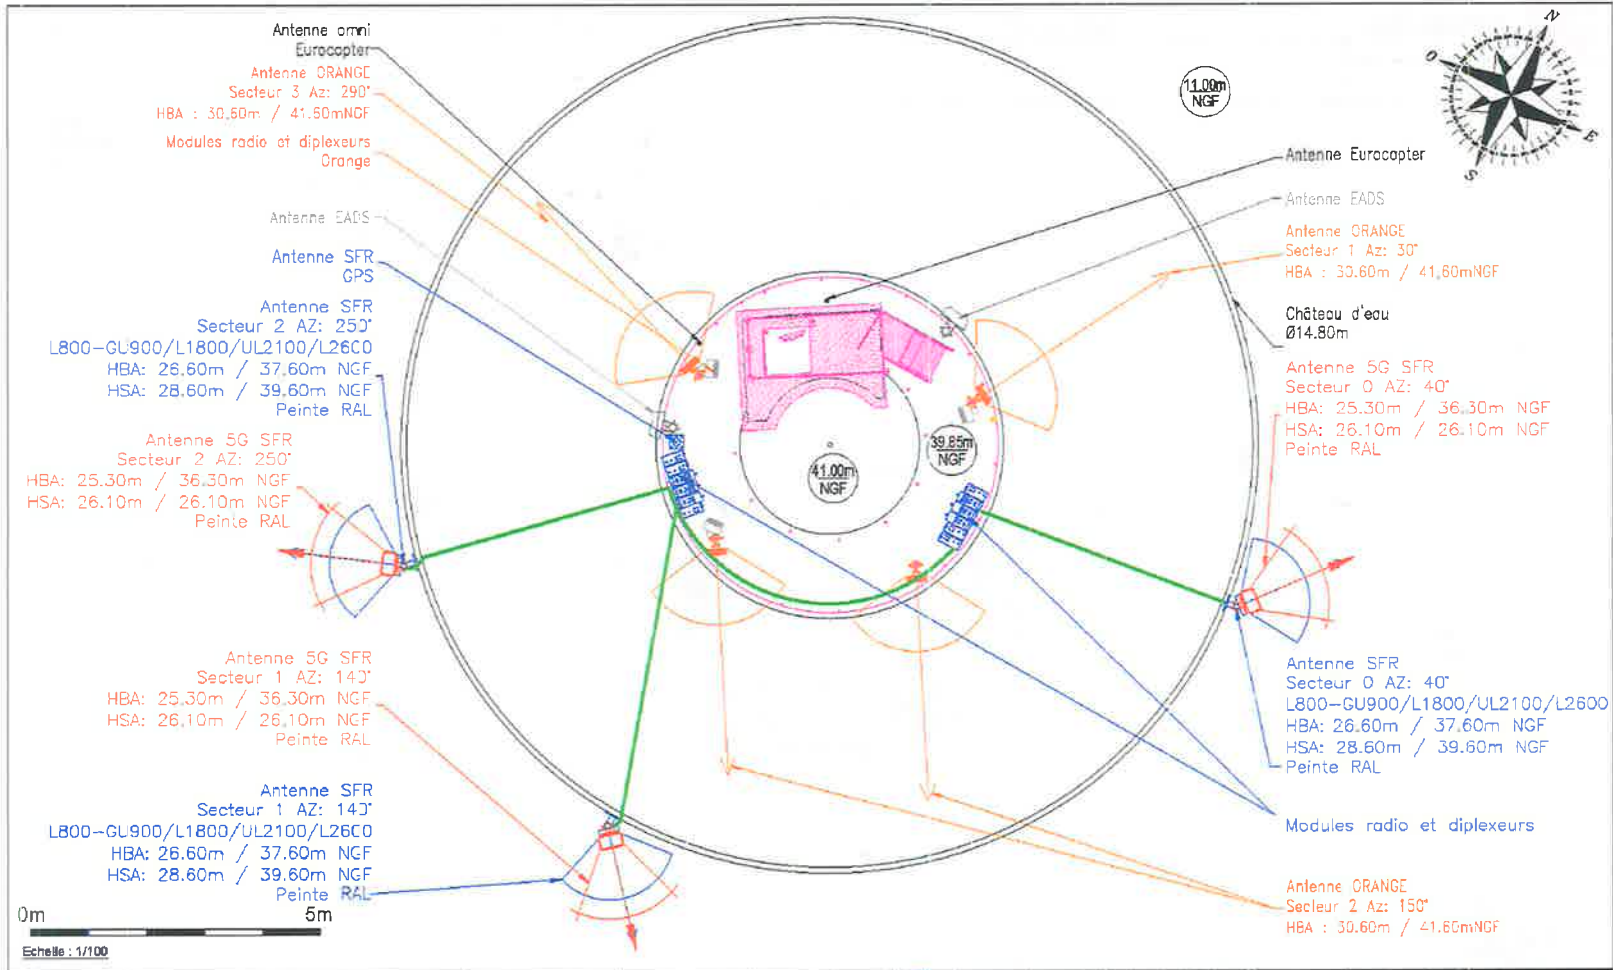 Antenne omni
Eurocopter
Antenne ORANGE
Secteur 3 Az: 290°
HBA : 30.60m / 41.60mNGF
Modules radio et diplexeurs
Orange
Antenne EADS
Antenne SFR
GPS
Antenne SFR
Secteur 2 AZ: 250°
L800-GU900/L1800/UL2100/L2600
HBA: 26.60m / 37.60m NGF
HSA: 28.60m / 39.60m NGF
Peinte RAL
Antenne 5G SFR
Secteur 2 AZ: 250°
HBA: 25.30m / 36.30m NGF
HSA: 26.10m / 26.10m NGF
Peinte RAL
Antenne 5G SFR
Secteur 1 AZ: 140°
HBA: 25.30m / 36.30m NGF
HSA: 26.10m / 26.10m NGF
Peinte RAL
Antenne SFR
Secteur 1 AZ: 140°
L800-GU900/L1800/UL2100/L2600
HBA: 26.60m / 37.60m NGF
HSA: 28.60m / 39.60m NGF
Peinte RAL
0m 5m
Echelle : 1/100
41.00m
NGF
39.85m
NGF
11.00m
NGF
N
O
E
S
Antenne Eurocopter
Antenne EADS
Antenne ORANGE
Secteur 1 Az: 30°
HBA : 30.60m / 41.60mNGF
Château d'eau
Ø14.80m
Antenne 5G SFR
Secteur 0 AZ: 40°
HBA: 25.30m / 36.30m NGF
HSA: 26.10m / 26.10m NGF
Peinte RAL
Antenne SFR
Secteur 0 AZ: 40°
L800-GU900/L1800/UL2100/L2600
HBA: 26.60m / 37.60m NGF
HSA: 28.60m / 39.60m NGF
Peinte RAL
Modules radio et diplexeurs
Antenne ORANGE
Secteur 2 Az: 150°
HBA : 30.60m / 41.60mNGF